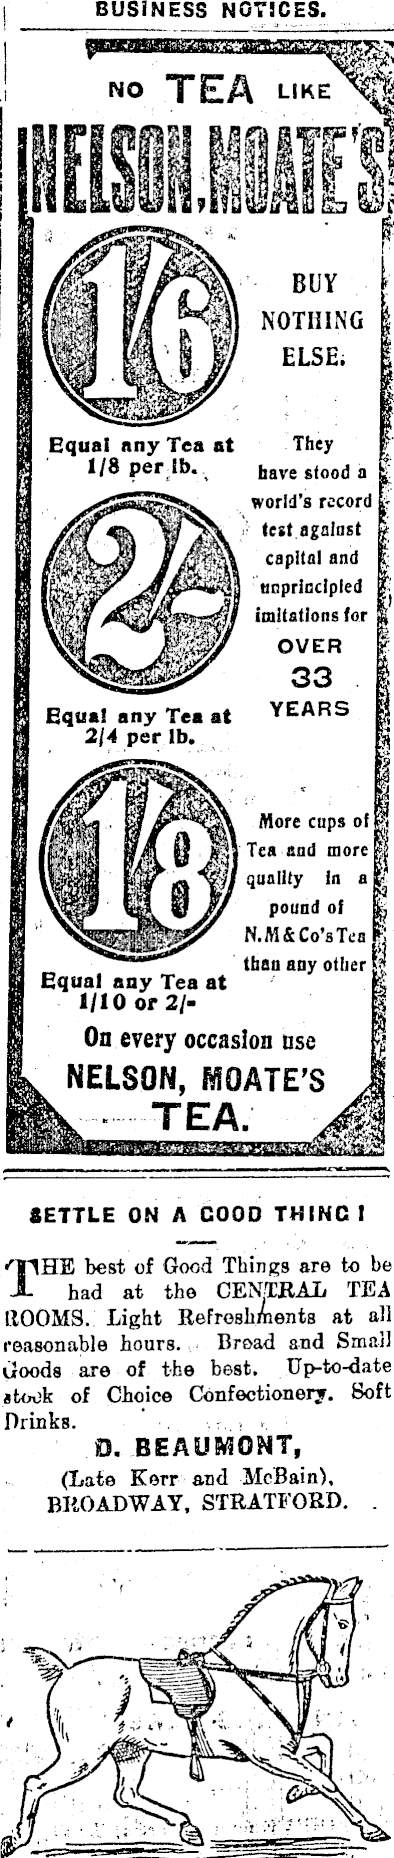 BUSINESS NOTICES.
NO TEA LIKE
NELSON, MOATE'S
1/6
Equal any Tea at
1/8 per lb.
2/-
Equal any Tea at
2/4 per lb.
1/8
Equal any Tea at
1/10 or 2/-
BUY
NOTHING
ELSE.
They
have stood a
world's record
test against
capital and
unprincipled
imitations for
OVER
33
YEARS
More cups of
Tea and more
quality in a
pound of
N.M & Co's Tea
than any other
On every occasion use
NELSON, MOATE'S
TEA.
SETTLE ON A GOOD THING!
THE best of Good Things are to be
had at the CENTRAL TEA
ROOMS. Light Refreshments at all
reasonable hours. Bread and Small
Goods are of the best. Up-to-date
stock of Choice Confectionery. Soft
Drinks.
D. BEAUMONT,
(Late Kerr and McBain),
BROADWAY, STRATFORD.